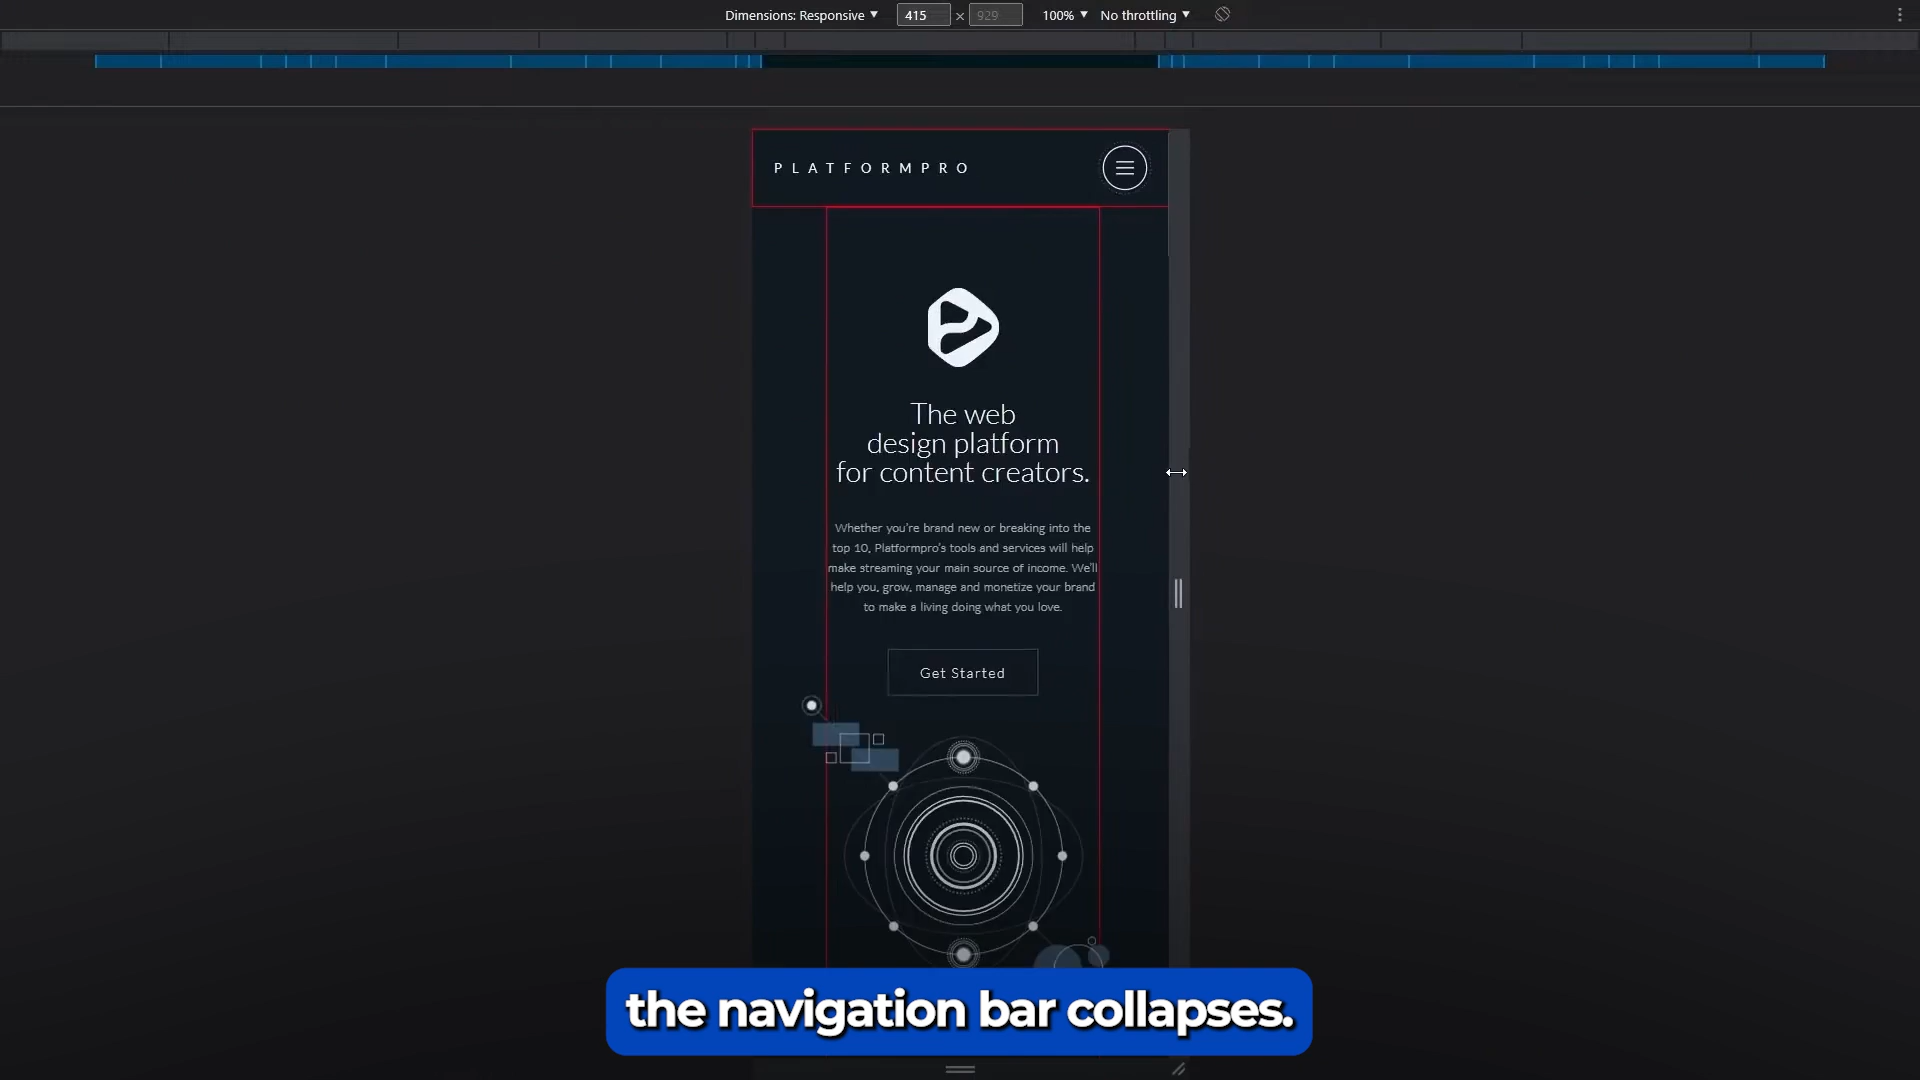 Dimensions: Responsive 415 × 929 100% No throttling
PLATFORMPRO
The web
design platform
for content creators.
Whether you're brand new or breaking into the
top 10, Platformpro's tools and services will help
make streaming your main source of income. We'll
help you, grow, manage and monetize your brand
to make a living doing what you love.
Get Started
the navigation bar collapses.